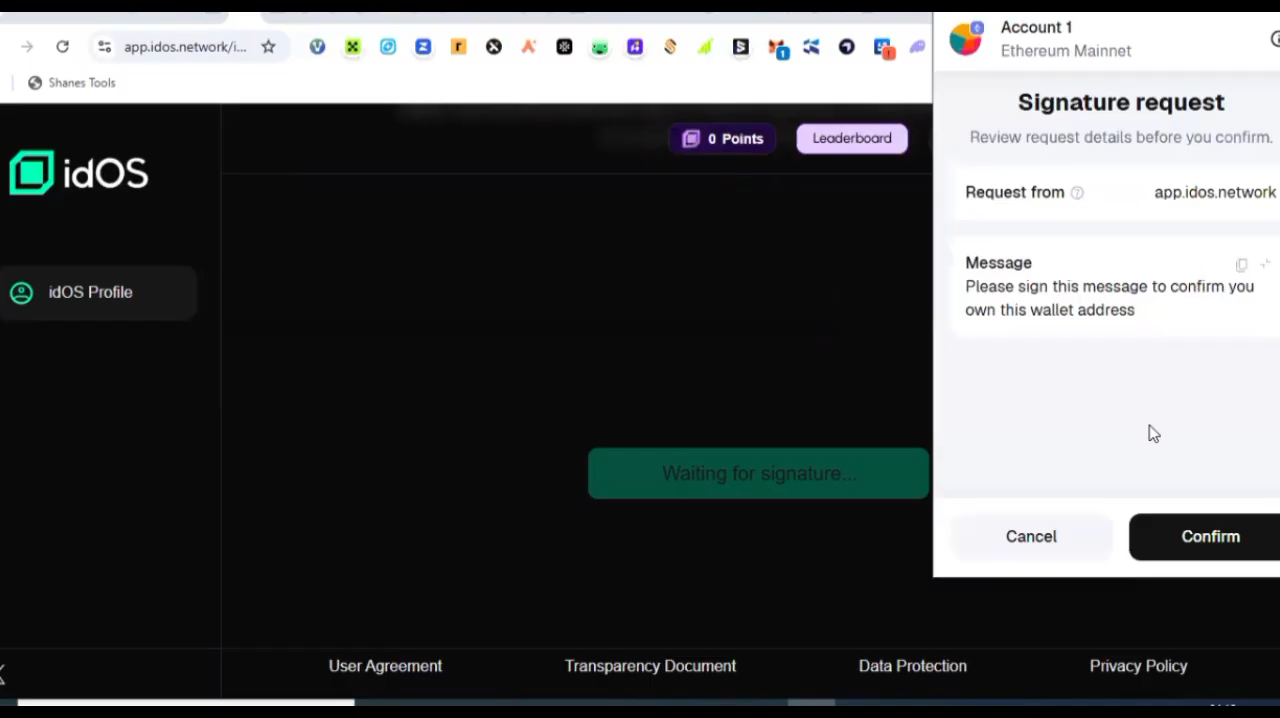 app.idos.network/i...
Shanes Tools
idOS
0 Points
Leaderboard
idOS Profile
Waiting for signature...
User Agreement
Transparency Document
Data Protection
Privacy Policy
Account 1
Ethereum Mainnet
Signature request
Review request details before you confirm.
Request from
app.idos.network
Message
Please sign this message to confirm you
own this wallet address
Cancel
Confirm